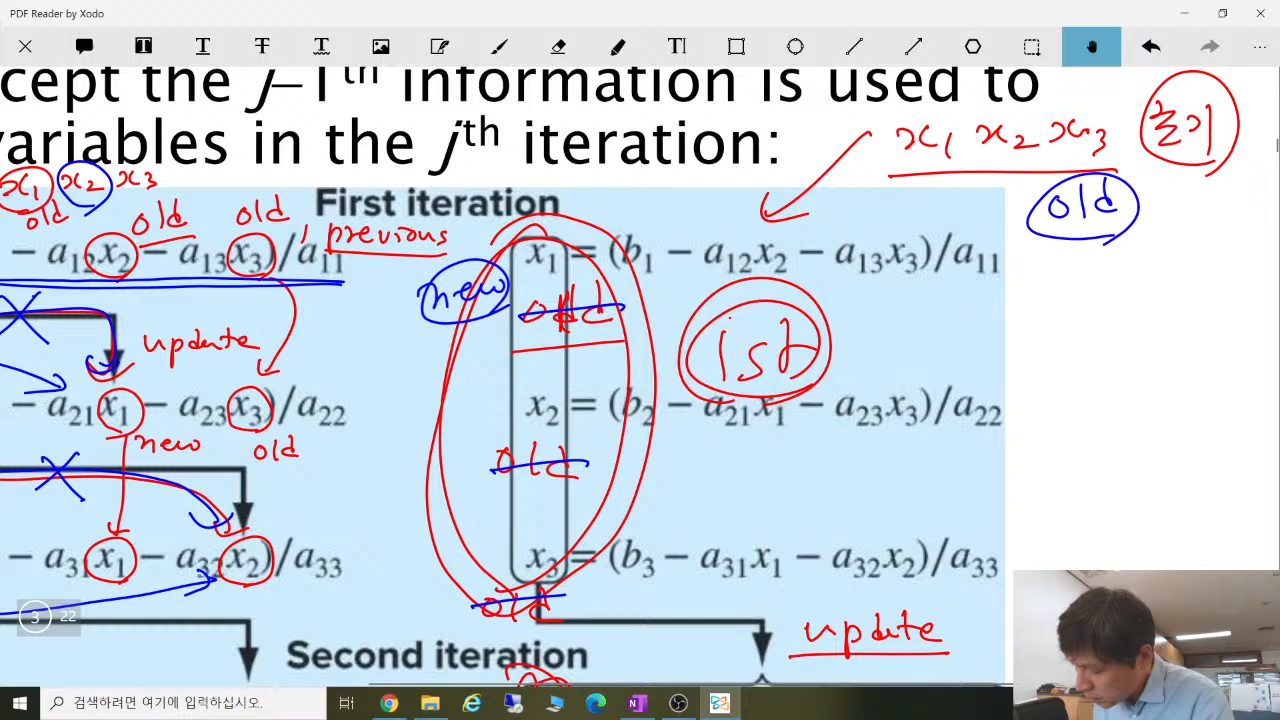 PDF Reader by Xodo
cept the j–1th information is used to
variables in the jth iteration:
x1 x2 x3 초기
old
x1 x2 x3
old old old , previous
First iteration
– a12x2 – a13x3)/a11
x1 = (b1 – a12x2 – a13x3)/a11
new old
update
1st
– a21x1 – a23x3)/a22
x2 = (b2 – a21x1 – a23x3)/a22
new old
old
– a31x1 – a32x2)/a33
x3 = (b3 – a31x1 – a32x2)/a33
old
3 22
update
Second iteration
검색하려면 여기에 입력하십시오.